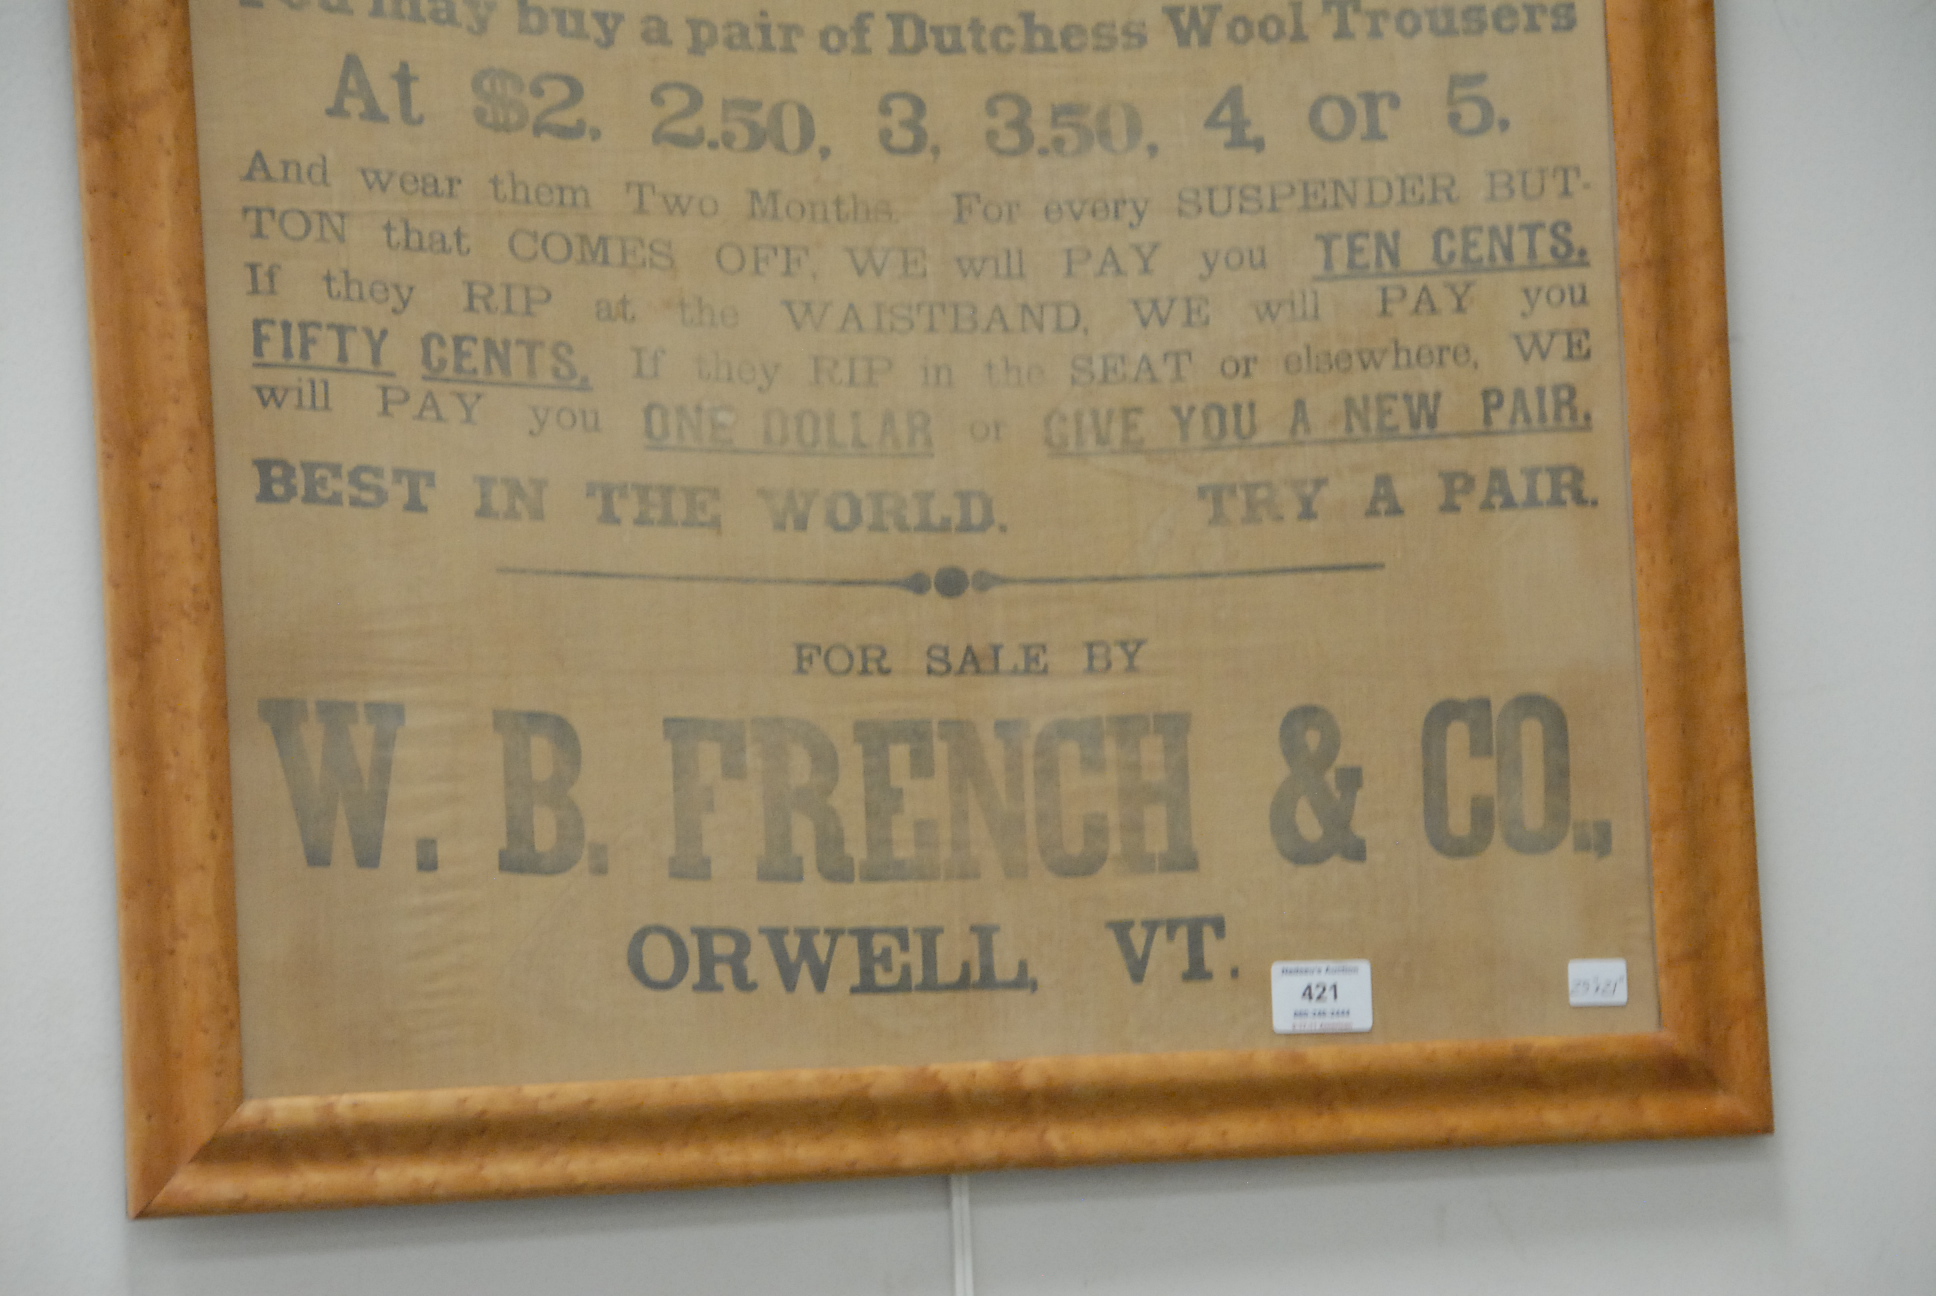 You may buy a pair of Dutchess Wool Trousers
At $2, 2.50, 3, 3.50, 4, or 5.
And wear them Two Months. For every SUSPENDER BUT-
TON that COMES OFF, WE will PAY you TEN CENTS.
If they RIP at the WAISTBAND, WE will PAY you
FIFTY CENTS. If they RIP in the SEAT or elsewhere, WE
will PAY you ONE DOLLAR or GIVE YOU A NEW PAIR.
BEST IN THE WORLD. TRY A PAIR.
FOR SALE BY
W. B. FRENCH & CO.,
ORWELL, VT.
421